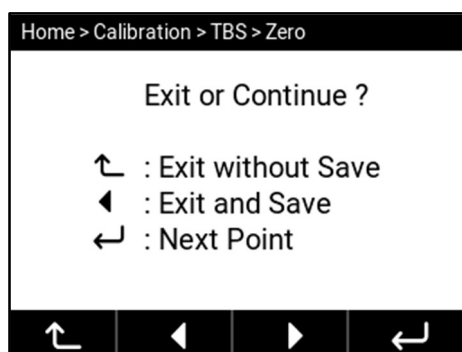 Home > Calibration > TBS > Zero
Exit or Continue ?
: Exit without Save
: Exit and Save
: Next Point